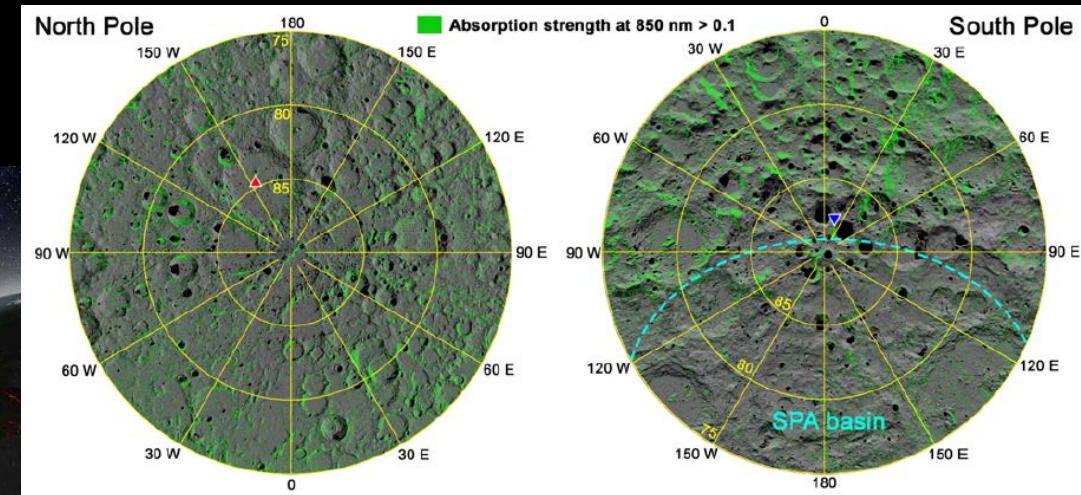 North Pole
180
Absorption strength at 850 nm > 0.1
0
South Pole
150 W
75
150 E
30 W
30 E
120 W
80
120 E
60 W
60 E
85
90 W
90 E
90 W
90 E
85
60 W
60 E
120 W
80
120 E
SPA basin
30 W
30 E
75
150 W
150 E
0
180